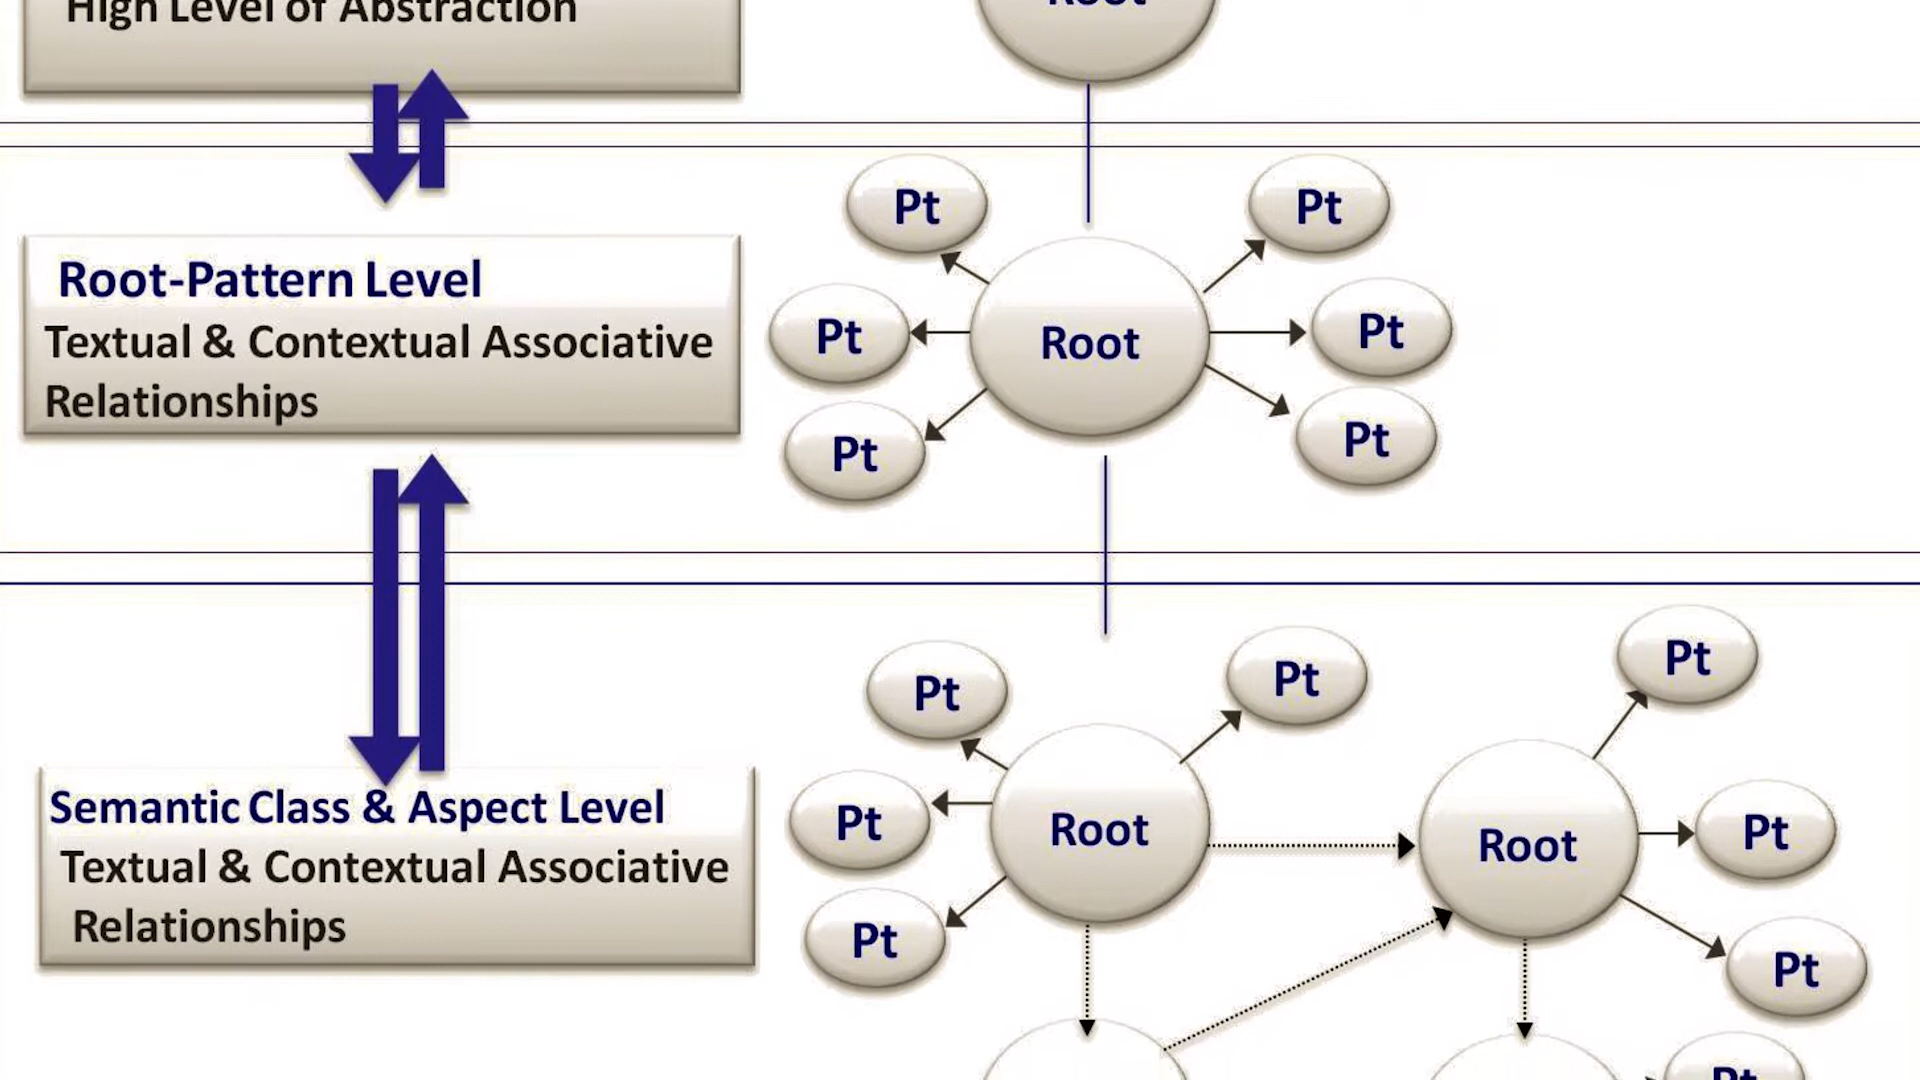 High Level of Abstraction
Root
Pt
Pt
Root-Pattern Level
Textual & Contextual Associative
Relationships
Pt
Root
Pt
Pt
Pt
Pt
Pt
Pt
Semantic Class & Aspect Level
Textual & Contextual Associative
Relationships
Pt
Root
Root
Pt
Pt
Pt
Pt